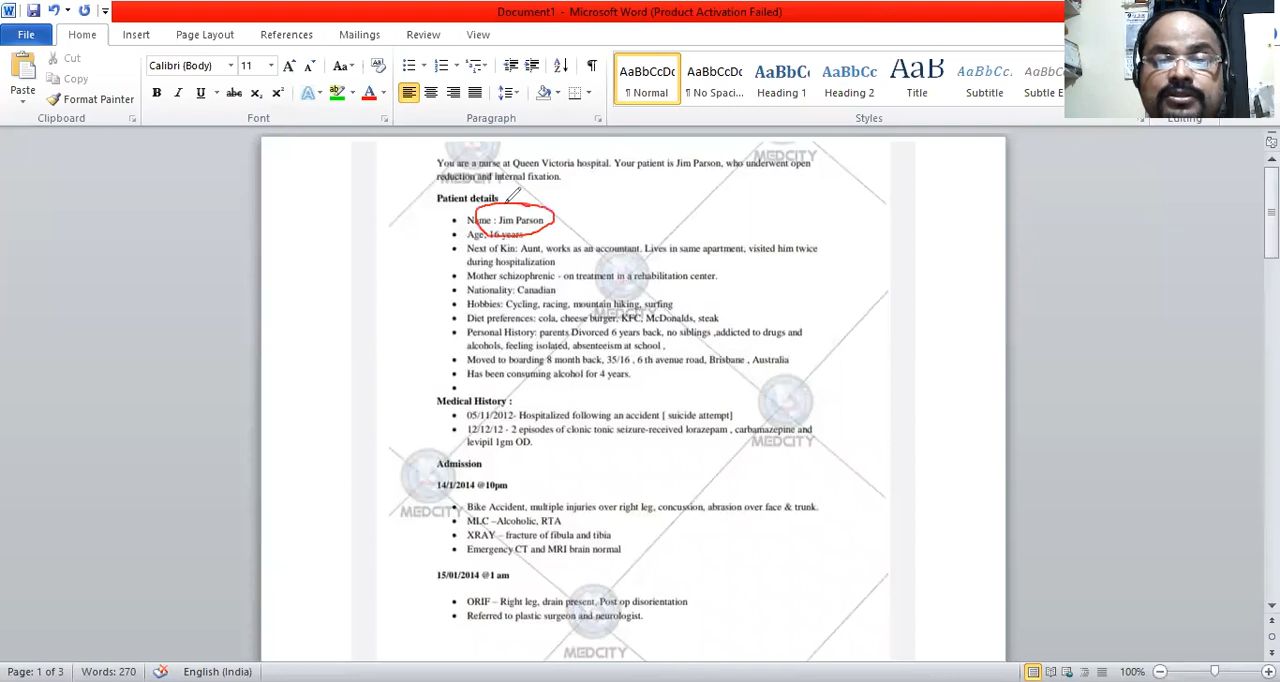 Document1 - Microsoft Word (Product Activation Failed)
File Home Insert Page Layout References Mailings Review View
Paste Cut Copy Format Painter
Calibri (Body) 11
AaBbCcDc AaBbCcDc AaBbCc AaBbCc AaB AaBbCc. AaBbCc
¶ Normal ¶ No Spaci... Heading 1 Heading 2 Title Subtitle Subtle E
Clipboard Font Paragraph Styles Editing
You are a nurse at Queen Victoria hospital. Your patient is Jim Parson, who underwent open
reduction and internal fixation.
Patient details
• Name : Jim Parson
• Age, 16 years
• Next of Kin: Aunt, works as an accountant. Lives in same apartment, visited him twice
during hospitalization
• Mother schizophrenic - on treatment in a rehabilitation center.
• Nationality: Canadian
• Hobbies: Cycling, racing, mountain hiking, surfing
• Diet preferences: cola, cheese burger, KFC, McDonalds, steak
• Personal History: parents Divorced 6 years back, no siblings ,addicted to drugs and
alcohols, feeling isolated, absenteeism at school ,
• Moved to boarding 8 month back, 35/16 , 6 th avenue road, Brisbane , Australia
• Has been consuming alcohol for 4 years.
•
Medical History :
• 05/11/2012- Hospitalized following an accident [ suicide attempt]
• 12/12/12 - 2 episodes of clonic tonic seizure-received lorazepam , carbamazepine and
levipil 1gm OD.
Admission
14/1/2014 @10pm
• Bike Accident, multiple injuries over right leg, concussion, abrasion over face & trunk.
• MLC –Alcoholic, RTA
• XRAY – fracture of fibula and tibia
• Emergency CT and MRI brain normal
15/01/2014 @1 am
• ORIF – Right leg, drain present, Post op disorientation
• Referred to plastic surgeon and neurologist.
MEDCITY
MEDCITY
MEDCITY
MEDCITY
MEDCITY
MEDCITY
Page: 1 of 3 Words: 270 English (India) 100%